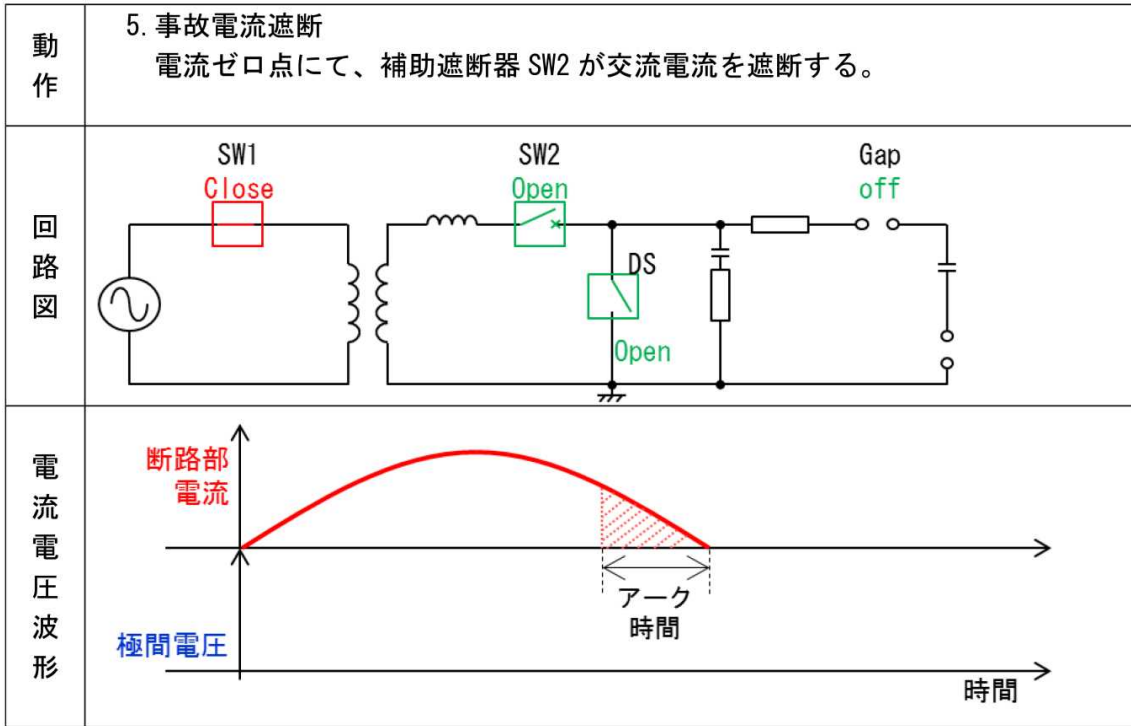 動作
5. 事故電流遮断
電流ゼロ点にて、補助遮断器 SW2 が交流電流を遮断する。
回路図
SW1
Close
SW2
Open
Gap
off
DS
Open
電流電圧波形
断路部
電流
アーク
時間
極間電圧
時間